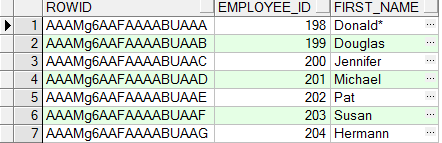 ROWID EMPLOYEE_ID FIRST_NAME
1 AAAMg6AAFAAAABUAAA 198 Donald* ...
2 AAAMg6AAFAAAABUAAB 199 Douglas ...
3 AAAMg6AAFAAAABUAAC 200 Jennifer ...
4 AAAMg6AAFAAAABUAAD 201 Michael ...
5 AAAMg6AAFAAAABUAAE 202 Pat ...
6 AAAMg6AAFAAAABUAAF 203 Susan ...
7 AAAMg6AAFAAAABUAAG 204 Hermann ...